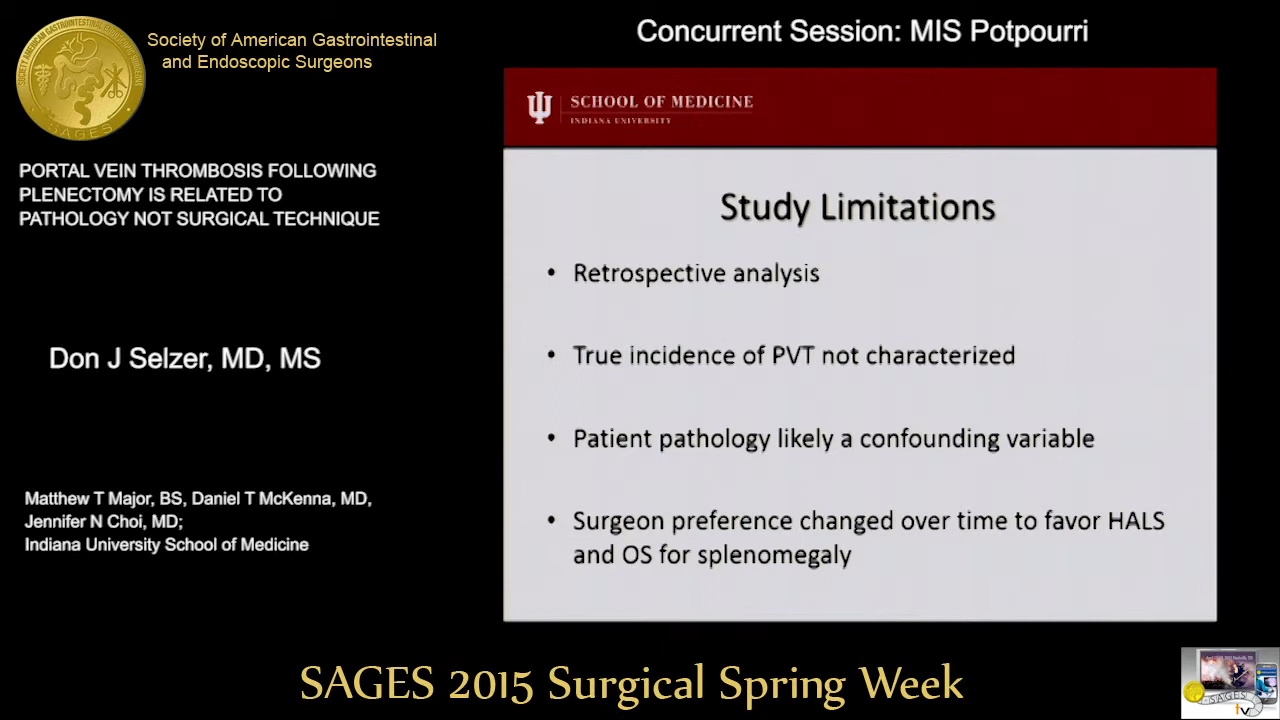 Society of American Gastrointestinal
and Endoscopic Surgeons
Concurrent Session: MIS Potpourri
SCHOOL OF MEDICINE
INDIANA UNIVERSITY
PORTAL VEIN THROMBOSIS FOLLOWING
PLENECTOMY IS RELATED TO
PATHOLOGY NOT SURGICAL TECHNIQUE
Don J Selzer, MD, MS
Matthew T Major, BS, Daniel T McKenna, MD,
Jennifer N Choi, MD;
Indiana University School of Medicine
Study Limitations
• Retrospective analysis
• True incidence of PVT not characterized
• Patient pathology likely a confounding variable
• Surgeon preference changed over time to favor HALS
and OS for splenomegaly
SAGES 2015 Surgical Spring Week
SAGES
SAGES
tv